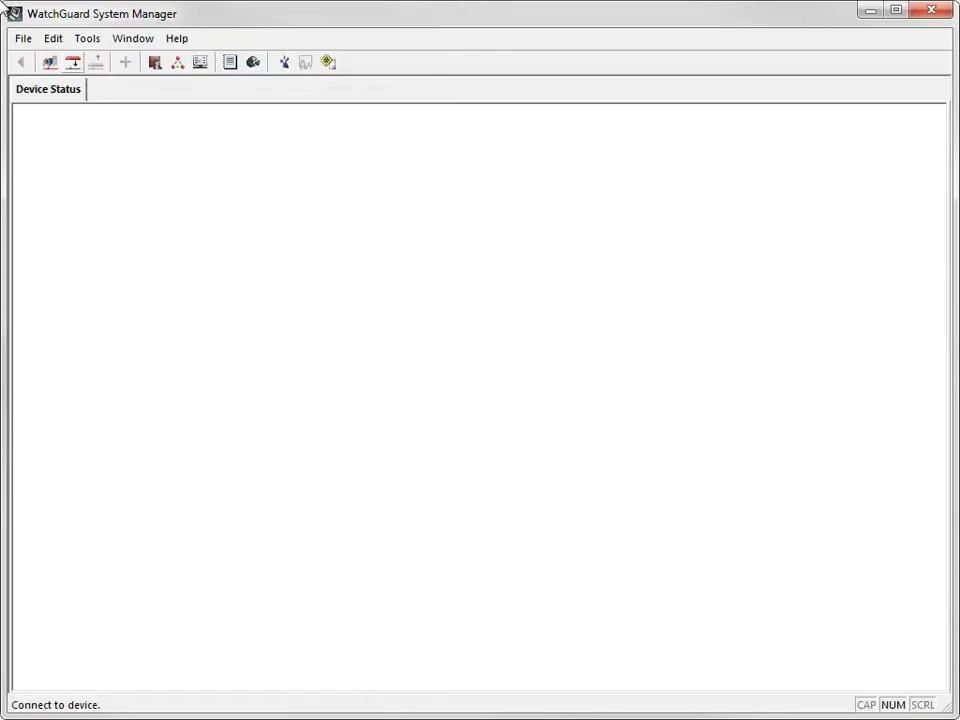 WatchGuard System Manager
File Edit Tools Window Help
Device Status
Connect to device.
CAP NUM SCRL